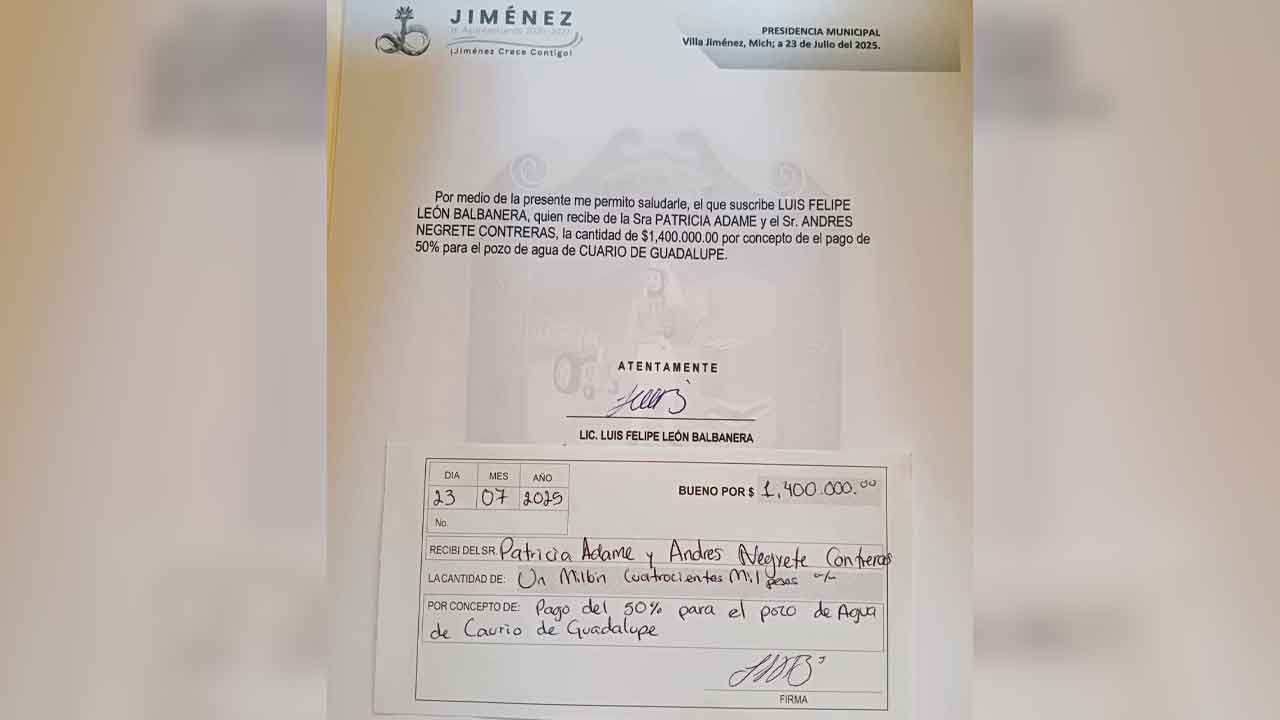 JIMÉNEZ
¡Jiménez Crece Contigo!
PRESIDENCIA MUNICIPAL
Villa Jiménez, Mich; a 23 de Julio del 2025.
Por medio de la presente me permito saludarle, el que suscribe LUIS FELIPE
LEÓN BALBANERA, quien recibe de la Sra PATRICIA ADAME y el Sr. ANDRES
NEGRETE CONTRERAS, la cantidad de $1,400.000.00 por concepto de el pago de
50% para el pozo de agua de CUARIO DE GUADALUPE.
ATENTAMENTE
LIC. LUIS FELIPE LEÓN BALBANERA
DIA MES AÑO
23 07 2025
No.
BUENO POR $ 1,400.000.00
RECIBI DEL SR. Patricia Adame y Andres Negrete Contreras
LA CANTIDAD DE: Un Millón Cuatrocientos Mil pesos
POR CONCEPTO DE: Pago del 50% para el pozo de Agua
de Caurio de Guadalupe
FIRMA